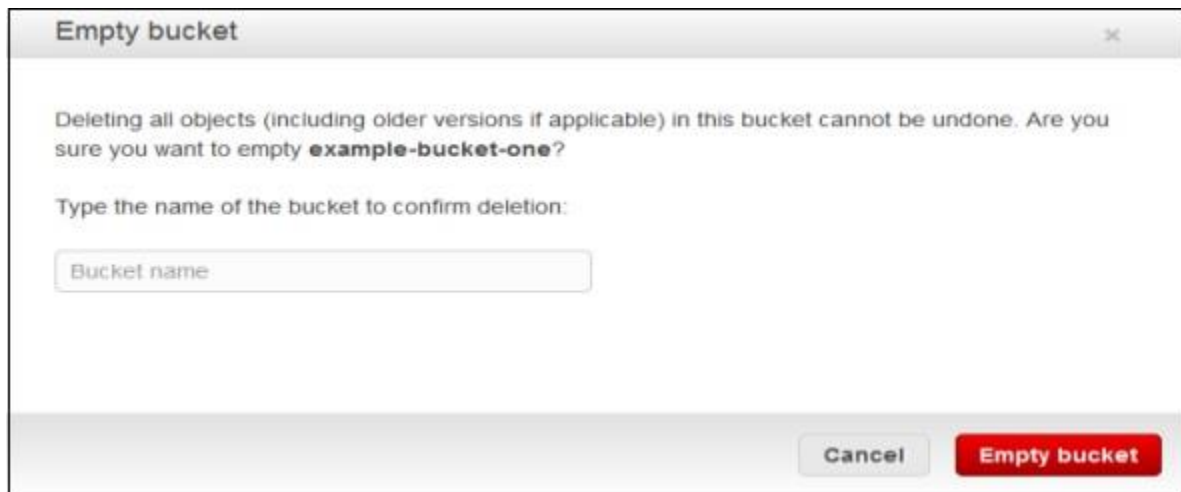 Empty bucket
×
Deleting all objects (including older versions if applicable) in this bucket cannot be undone. Are you
sure you want to empty example-bucket-one?
Type the name of the bucket to confirm deletion:
Bucket name
Cancel
Empty bucket